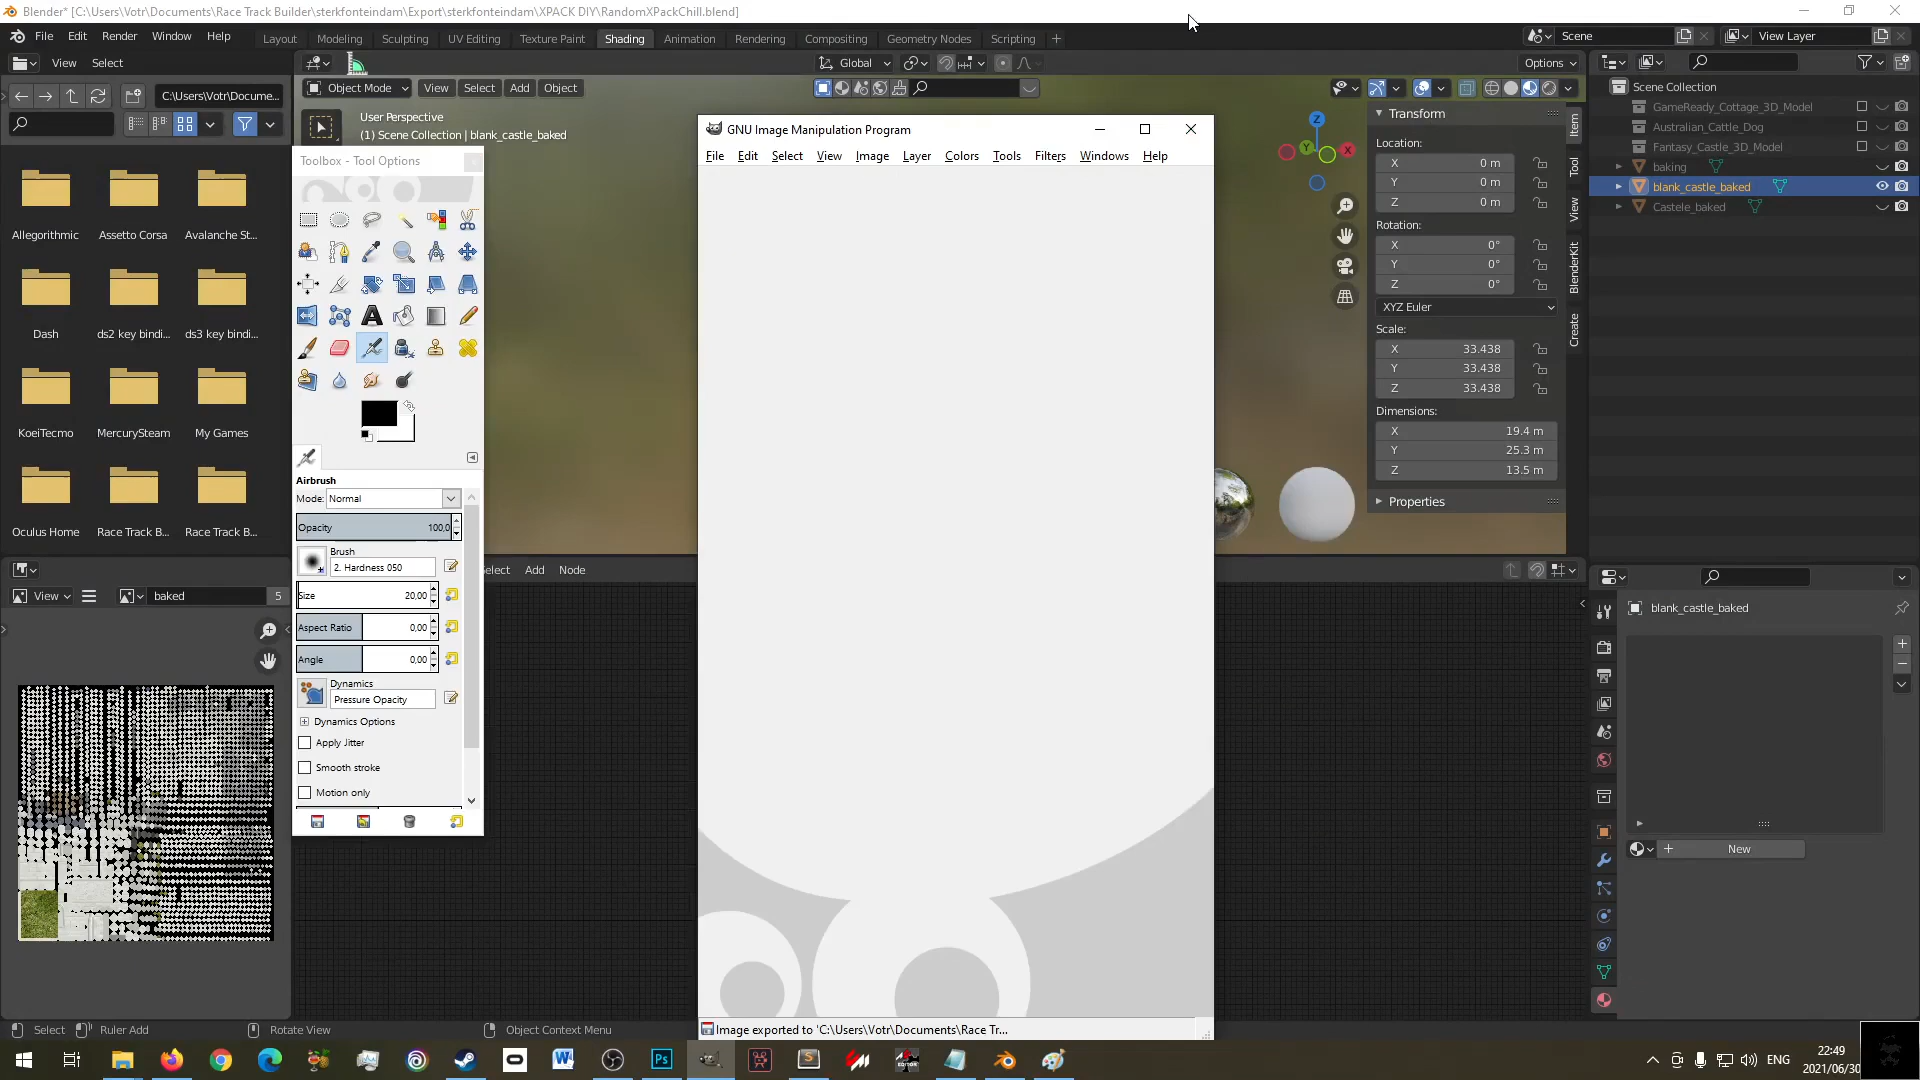 Blender* [C:\Users\Votr\Documents\Race Track Builder\sterkfonteindam\Export\sterkfonteindam\XPACK DIY\RandomXPackChill.blend]
File Edit Render Window Help Layout Modeling Sculpting UV Editing Texture Paint Shading Animation Rendering Compositing Geometry Nodes Scripting + Scene View Layer
View Select Global Options
C:\Users\Votr\Docume... Object Mode View Select Add Object
User Perspective
(1) Scene Collection | blank_castle_baked
Allegorithmic Assetto Corsa Avalanche St...
Dash ds2 key bindi... ds3 key bindi...
KoeiTecmo MercurySteam My Games
Oculus Home Race Track B... Race Track B...
View baked 5
Toolbox - Tool Options
Airbrush
Mode: Normal
Opacity 100,0
Brush
2. Hardness 050
Size 20,00
Aspect Ratio 0,00
Angle 0,00
Dynamics
Pressure Opacity
Dynamics Options
Apply Jitter
Smooth stroke
Motion only
GNU Image Manipulation Program
File Edit Select View Image Layer Colors Tools Filters Windows Help
Image exported to 'C:\Users\Votr\Documents\Race Tr...
elect Add Node
Z
Y X
Transform
Location:
X 0 m
Y 0 m
Z 0 m
Rotation:
X 0°
Y 0°
Z 0°
XYZ Euler
Scale:
X 33.438
Y 33.438
Z 33.438
Dimensions:
X 19.4 m
Y 25.3 m
Z 13.5 m
Properties
Item
Tool
View
BlenderKit
Create
Scene Collection
GameReady_Cottage_3D_Model
Australian_Cattle_Dog
Fantasy_Castle_3D_Model
baking
blank_castle_baked
Castele_baked
blank_castle_baked
New
Select Ruler Add Rotate View Object Context Menu
ENG 22:49
2021/06/30